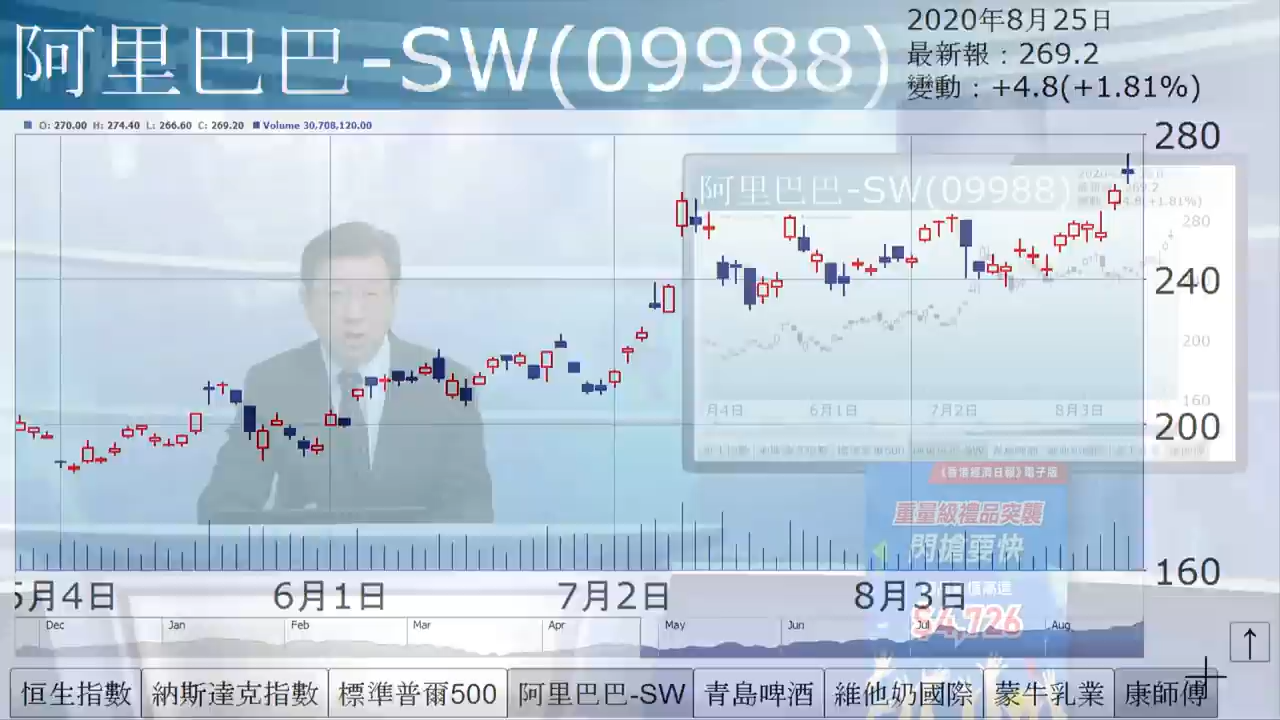 阿里巴巴-SW(09988)
2020年8月25日
最新報：269.2
變動：+4.8(+1.81%)
O: 270.00 H: 274.40 L: 266.60 C: 269.20 Volume 30,708,120.00
280
240
200
160
阿里巴巴-SW(09988)
280
200
160
月4日 6月1日 7月2日 8月3日
《香港經濟日報》電子版
重量級禮品突襲
閃搶要快
$4,726
5月4日 6月1日 7月2日 8月3日
Dec Jan Feb Mar Apr May Jun Jul Aug
恒生指數 納斯達克指數 標準普爾500 阿里巴巴-SW 青島啤酒 維他奶國際 蒙牛乳業 康師傅